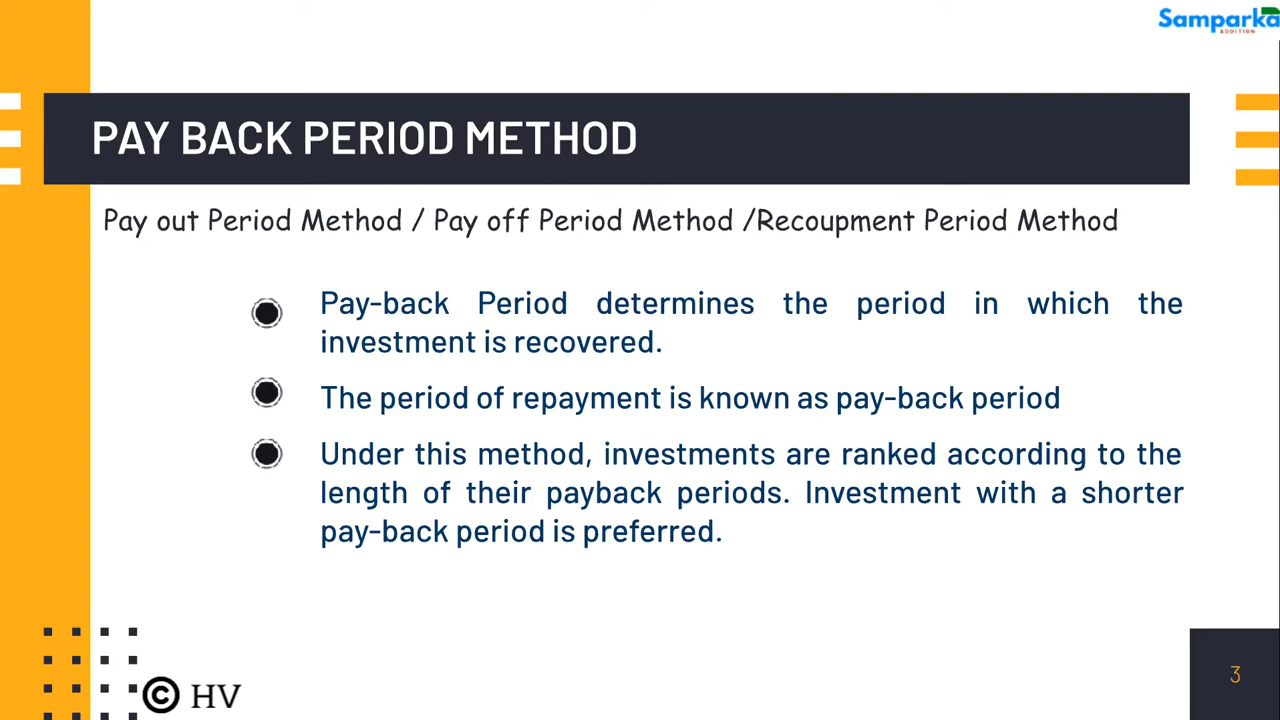 Samparka
ADDITION
PAY BACK PERIOD METHOD
Pay out Period Method / Pay off Period Method /Recoupment Period Method
Pay-back Period determines the period in which the
investment is recovered.
The period of repayment is known as pay-back period
Under this method, investments are ranked according to the
length of their payback periods. Investment with a shorter
pay-back period is preferred.
© HV
3